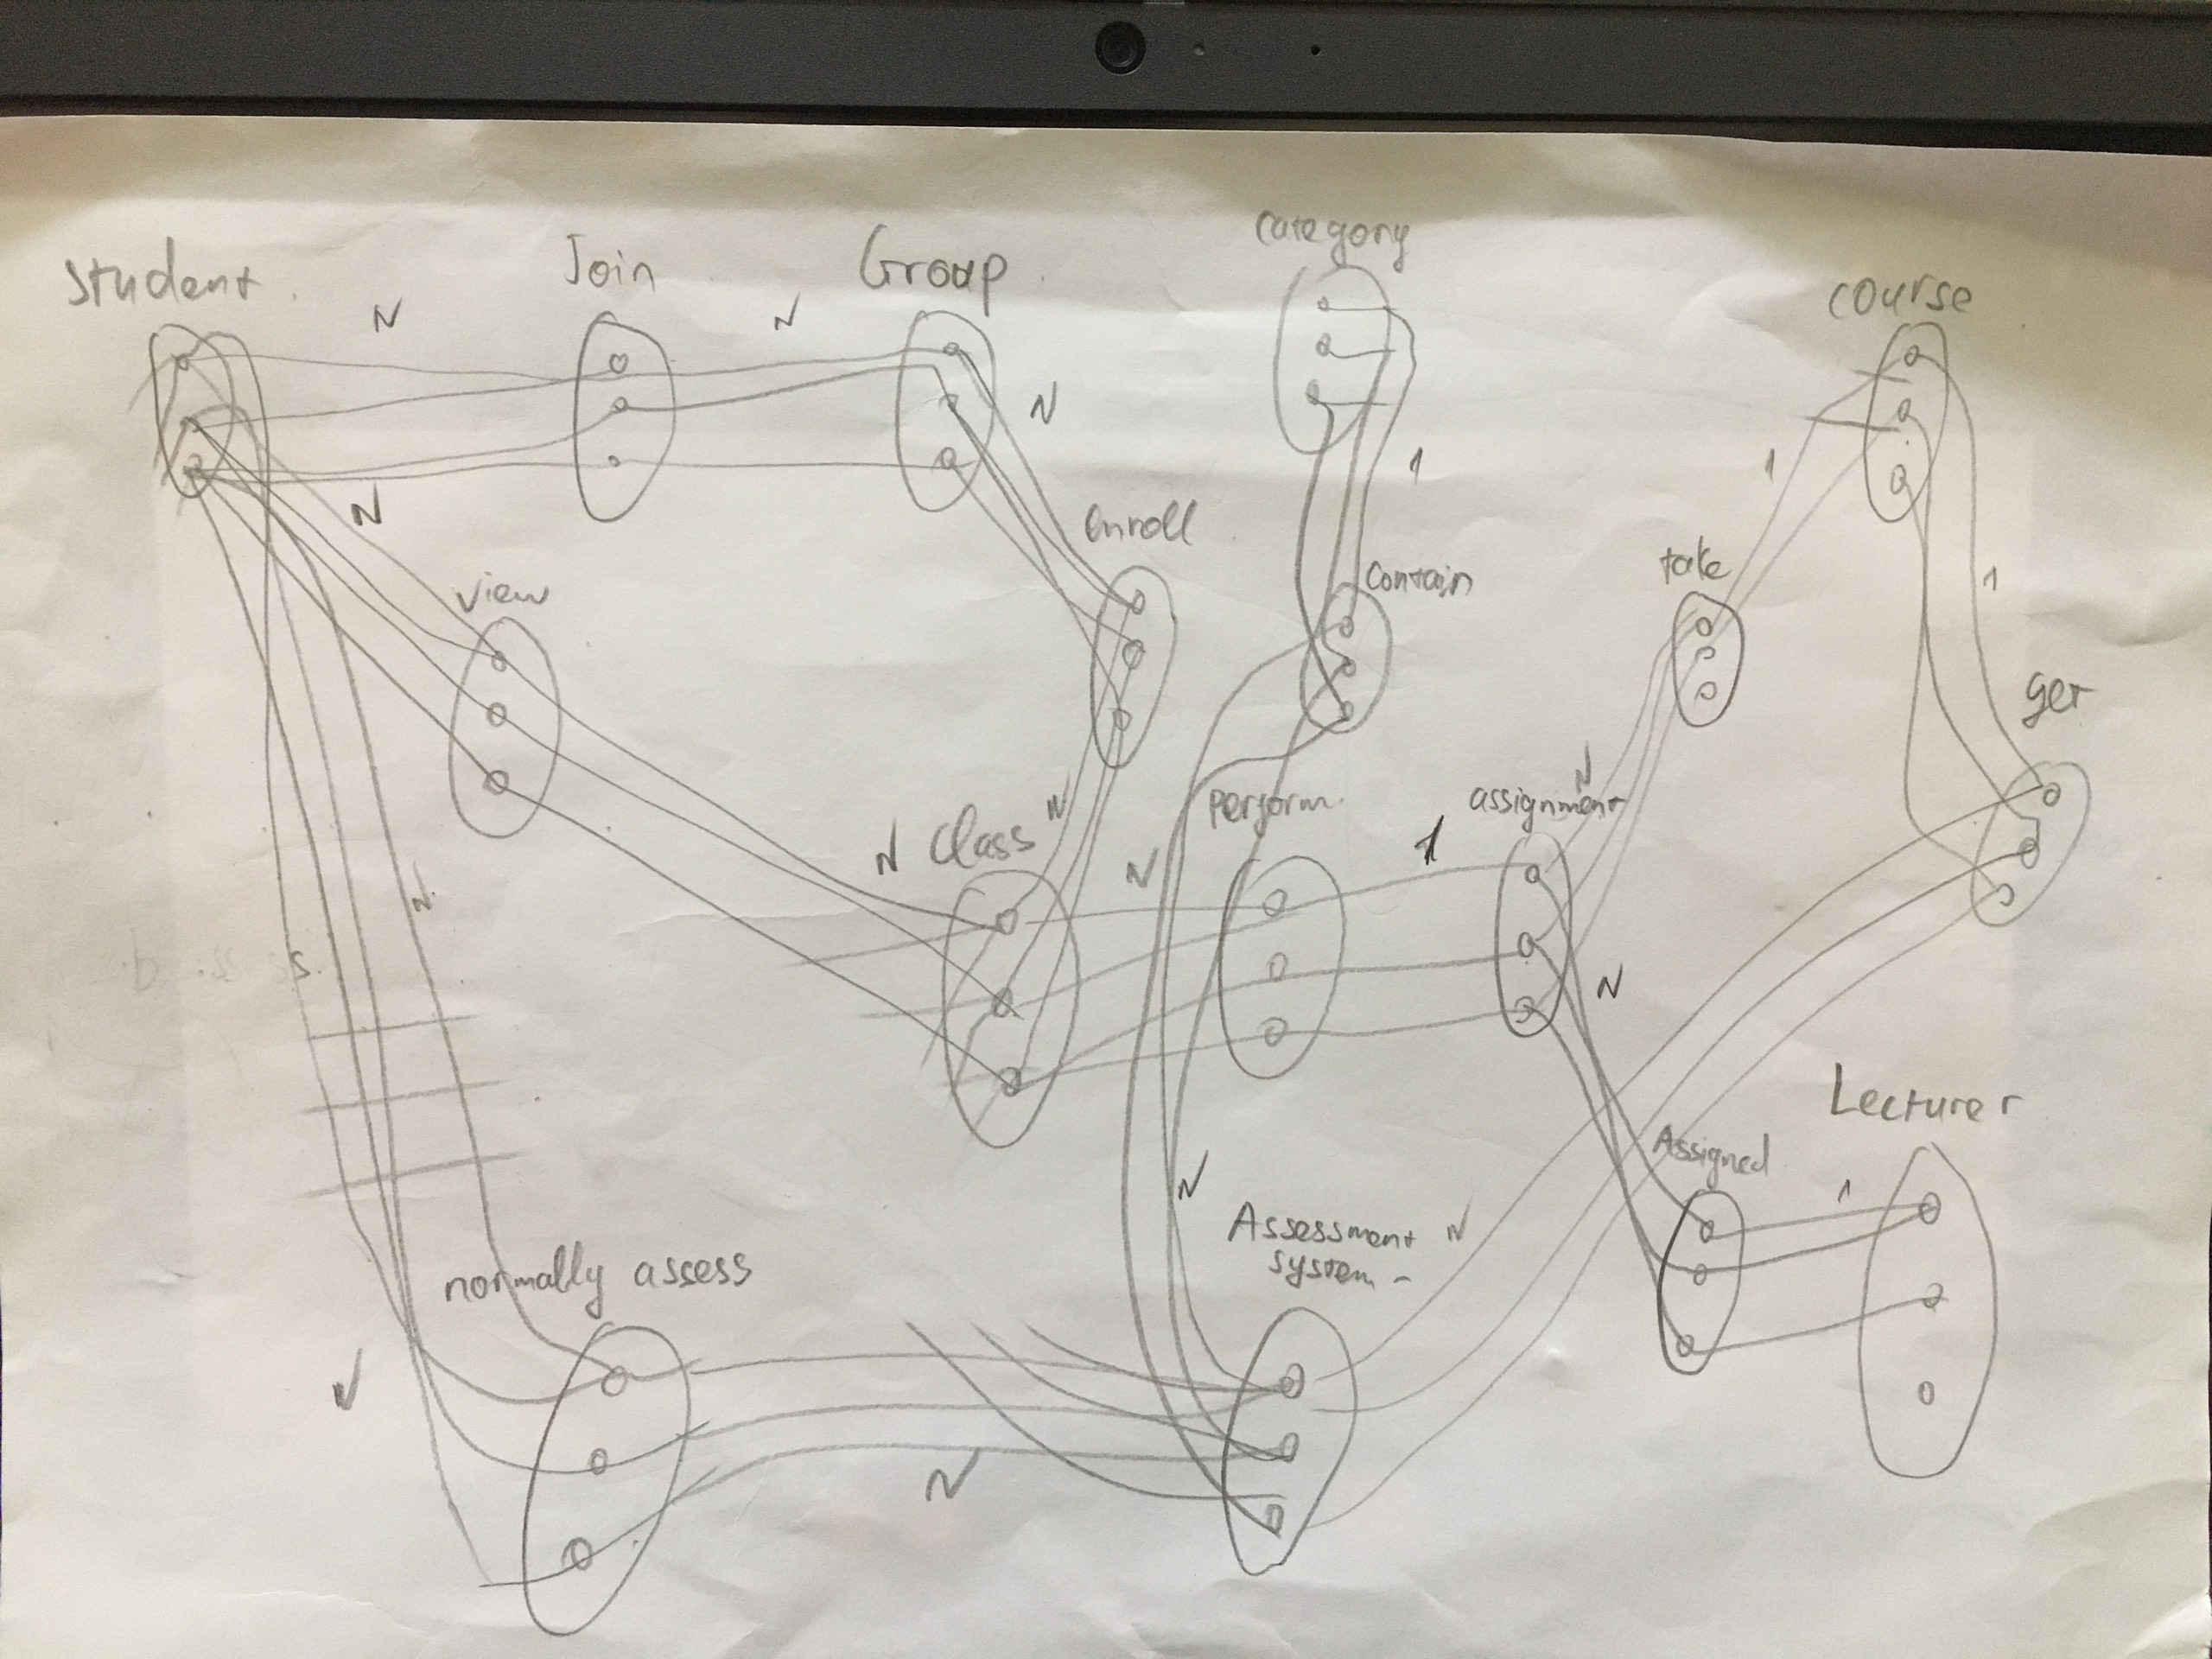 Category
Student
Join
Group
course
N
N
N
1
1
N
enroll
contain
take
view
1
get
N
perform
assignment
N
N
Class
N
1
N
N
s
Lecturer
Assigned
N
1
Assessment
system
N
normally assess
N
N